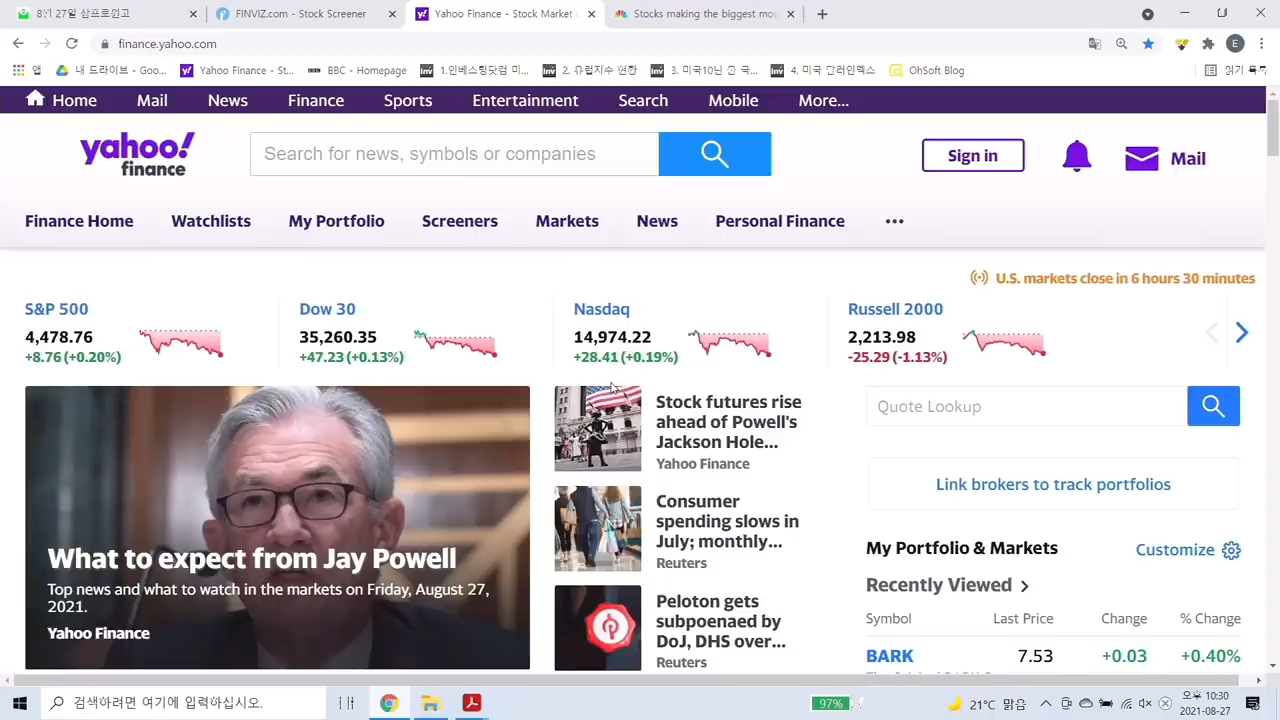 8월 27일 삼프로원고
FINVIZ.com - Stock Screener
Yahoo Finance - Stock Market
Stocks making the biggest mov
finance.yahoo.com
E
앱
내 드라이브 - Goo...
Yahoo Finance - St...
BBC - Homepage
1.인베스팅닷컴 미...
2. 유럽지수 현황
3. 미국10년 준 국...
4. 미국 달러인덱스
OhSoft Blog
읽기 목록
Home
Mail
News
Finance
Sports
Entertainment
Search
Mobile
More...
yahoo!
finance
Search for news, symbols or companies
Sign in
Mail
Finance Home
Watchlists
My Portfolio
Screeners
Markets
News
Personal Finance
U.S. markets close in 6 hours 30 minutes
S&P 500
4,478.76
+8.76 (+0.20%)
Dow 30
35,260.35
+47.23 (+0.13%)
Nasdaq
14,974.22
+28.41 (+0.19%)
Russell 2000
2,213.98
-25.29 (-1.13%)
What to expect from Jay Powell
Top news and what to watch in the markets on Friday, August 27,
2021.
Yahoo Finance
Stock futures rise
ahead of Powell's
Jackson Hole...
Yahoo Finance
Consumer
spending slows in
July; monthly...
Reuters
Peloton gets
subpoenaed by
DoJ, DHS over...
Reuters
Quote Lookup
Link brokers to track portfolios
My Portfolio & Markets
Customize
Recently Viewed
Symbol Last Price Change % Change
BARK 7.53 +0.03 +0.40%
검색하려면 여기에 입력하십시오.
97%
21°C 맑음
오후 10:30
2021-08-27